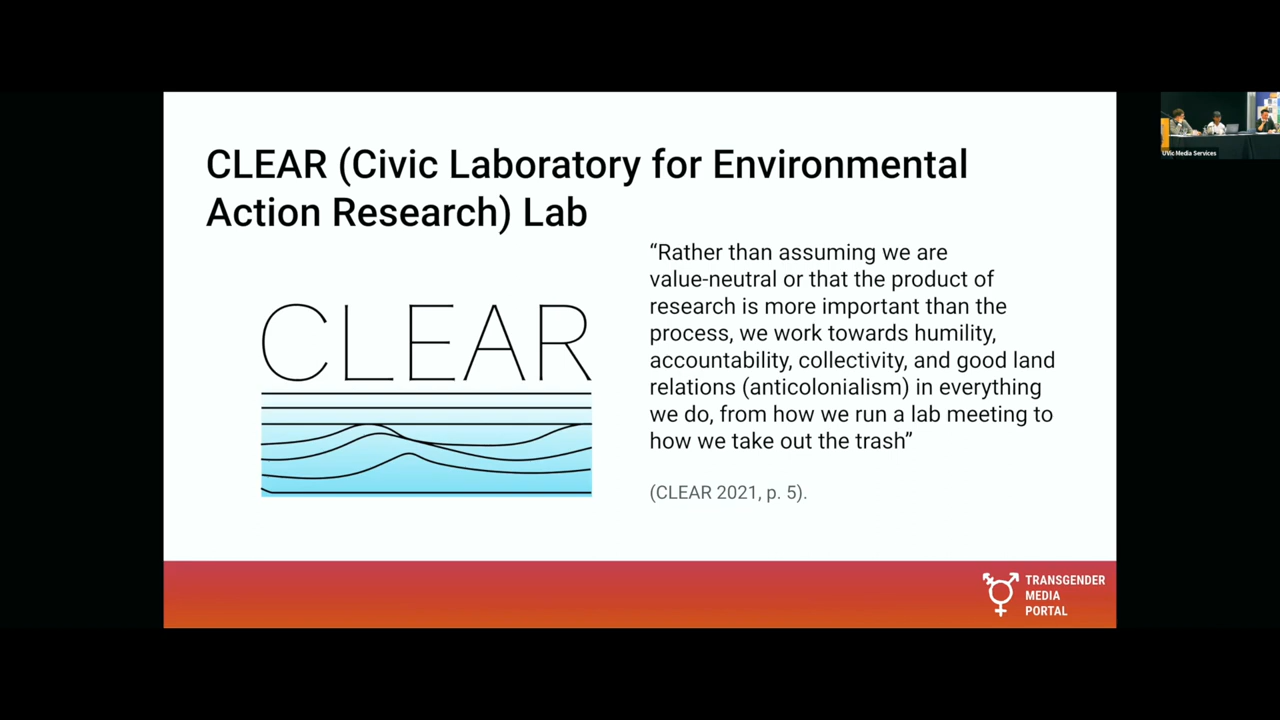 CLEAR (Civic Laboratory for Environmental
Action Research) Lab
“Rather than assuming we are
value-neutral or that the product of
research is more important than the
process, we work towards humility,
accountability, collectivity, and good land
relations (anticolonialism) in everything
we do, from how we run a lab meeting to
how we take out the trash”
(CLEAR 2021, p. 5).
CLEAR
TRANSGENDER
MEDIA
PORTAL
UVic Media Services